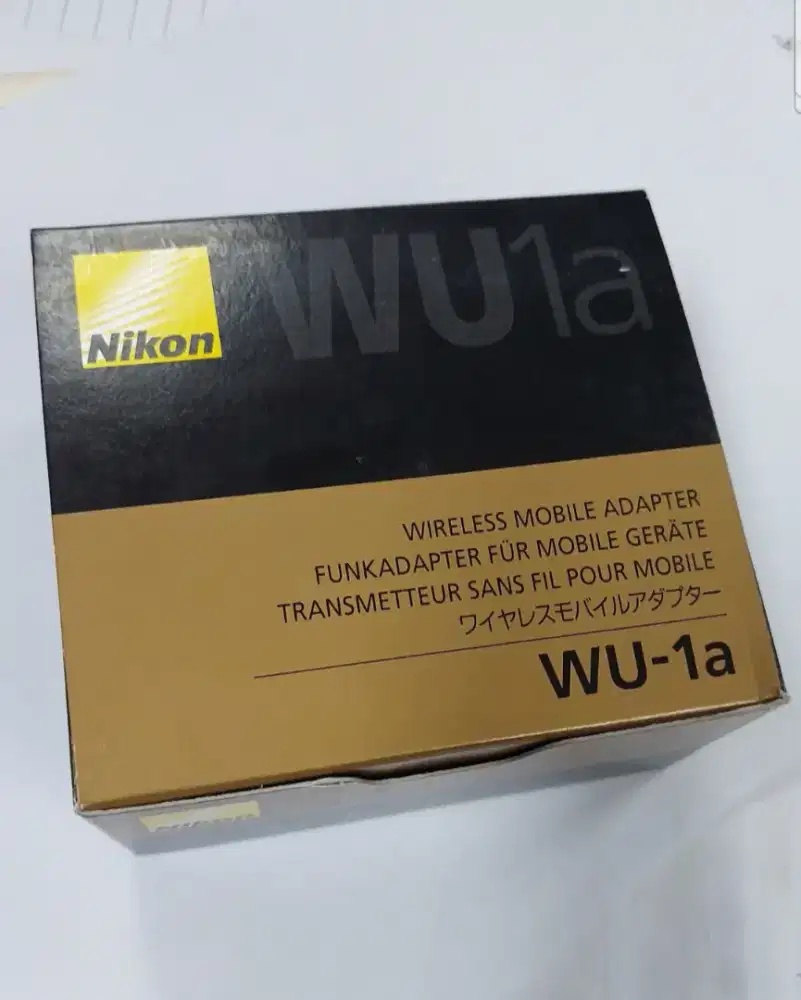 Nikon
WU1a
WIRELESS MOBILE ADAPTER
FUNKADAPTER FÜR MOBILE GERÄTE
TRANSMETTEUR SANS FIL POUR MOBILE
ワイヤレスモバイルアダプター
WU-1a